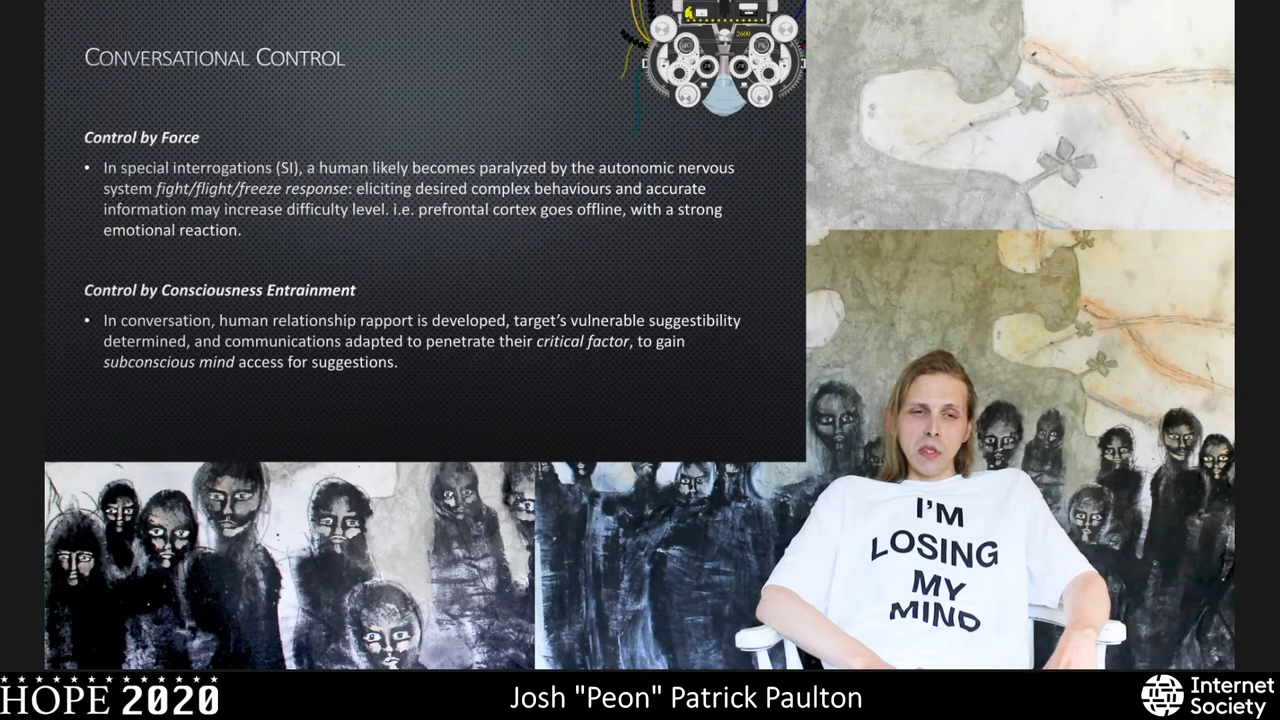 CONVERSATIONAL CONTROL
2600
Control by Force
• In special interrogations (SI), a human likely becomes paralyzed by the autonomic nervous
system fight/flight/freeze response: eliciting desired complex behaviours and accurate
information may increase difficulty level. i.e. prefrontal cortex goes offline, with a strong
emotional reaction.
Control by Consciousness Entrainment
• In conversation, human relationship rapport is developed, target's vulnerable suggestibility
determined, and communications adapted to penetrate their critical factor, to gain
subconscious mind access for suggestions.
I'M
LOSING
MY
MIND
HOPE 2020
Josh "Peon" Patrick Paulton
Internet
Society